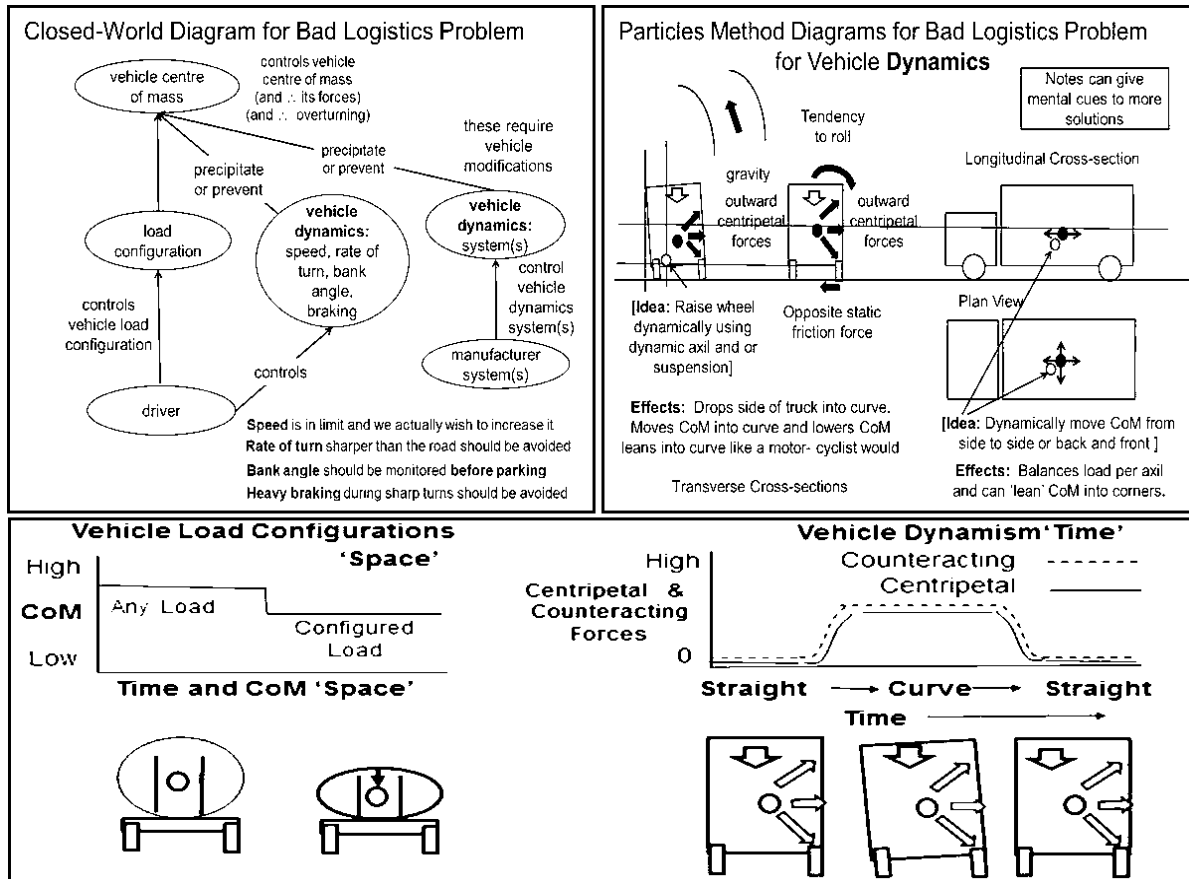 Closed-World Diagram for Bad Logistics Problem
vehicle centre
of mass
controls vehicle
centre of mass
(and ∴ its forces)
(and ∴ overturning)
these require
vehicle
modifications
precipitate
or prevent
precipitate
or prevent
load
configuration
vehicle
dynamics:
speed, rate of
turn, bank
angle,
braking
vehicle
dynamics:
system(s)
controls
vehicle load
configuration
control
vehicle
dynamics
system(s)
manufacturer
system(s)
controls
driver
Speed is in limit and we actually wish to increase it
Rate of turn sharper than the road should be avoided
Bank angle should be monitored before parking
Heavy braking during sharp turns should be avoided
Particles Method Diagrams for Bad Logistics Problem
for Vehicle Dynamics
Notes can give
mental cues to more
solutions
Tendency
to roll
Longitudinal Cross-section
gravity
outward
centripetal
forces
outward
centripetal
forces
[Idea: Raise wheel
dynamically using
dynamic axil and or
suspension]
Opposite static
friction force
Plan View
Effects: Drops side of truck into curve.
Moves CoM into curve and lowers CoM
leans into curve like a motor- cyclist would
Transverse Cross-sections
[Idea: Dynamically move CoM from
side to side or back and front ]
Effects: Balances load per axil
and can 'lean' CoM into corners.
Vehicle Load Configurations
'Space'
High
CoM
Low
Any Load
Configured
Load
Time and CoM 'Space'
Vehicle Dynamism 'Time'
High
Counteracting
Centripetal
Centripetal &
Counteracting
Forces
0
Straight
Curve
Straight
Time